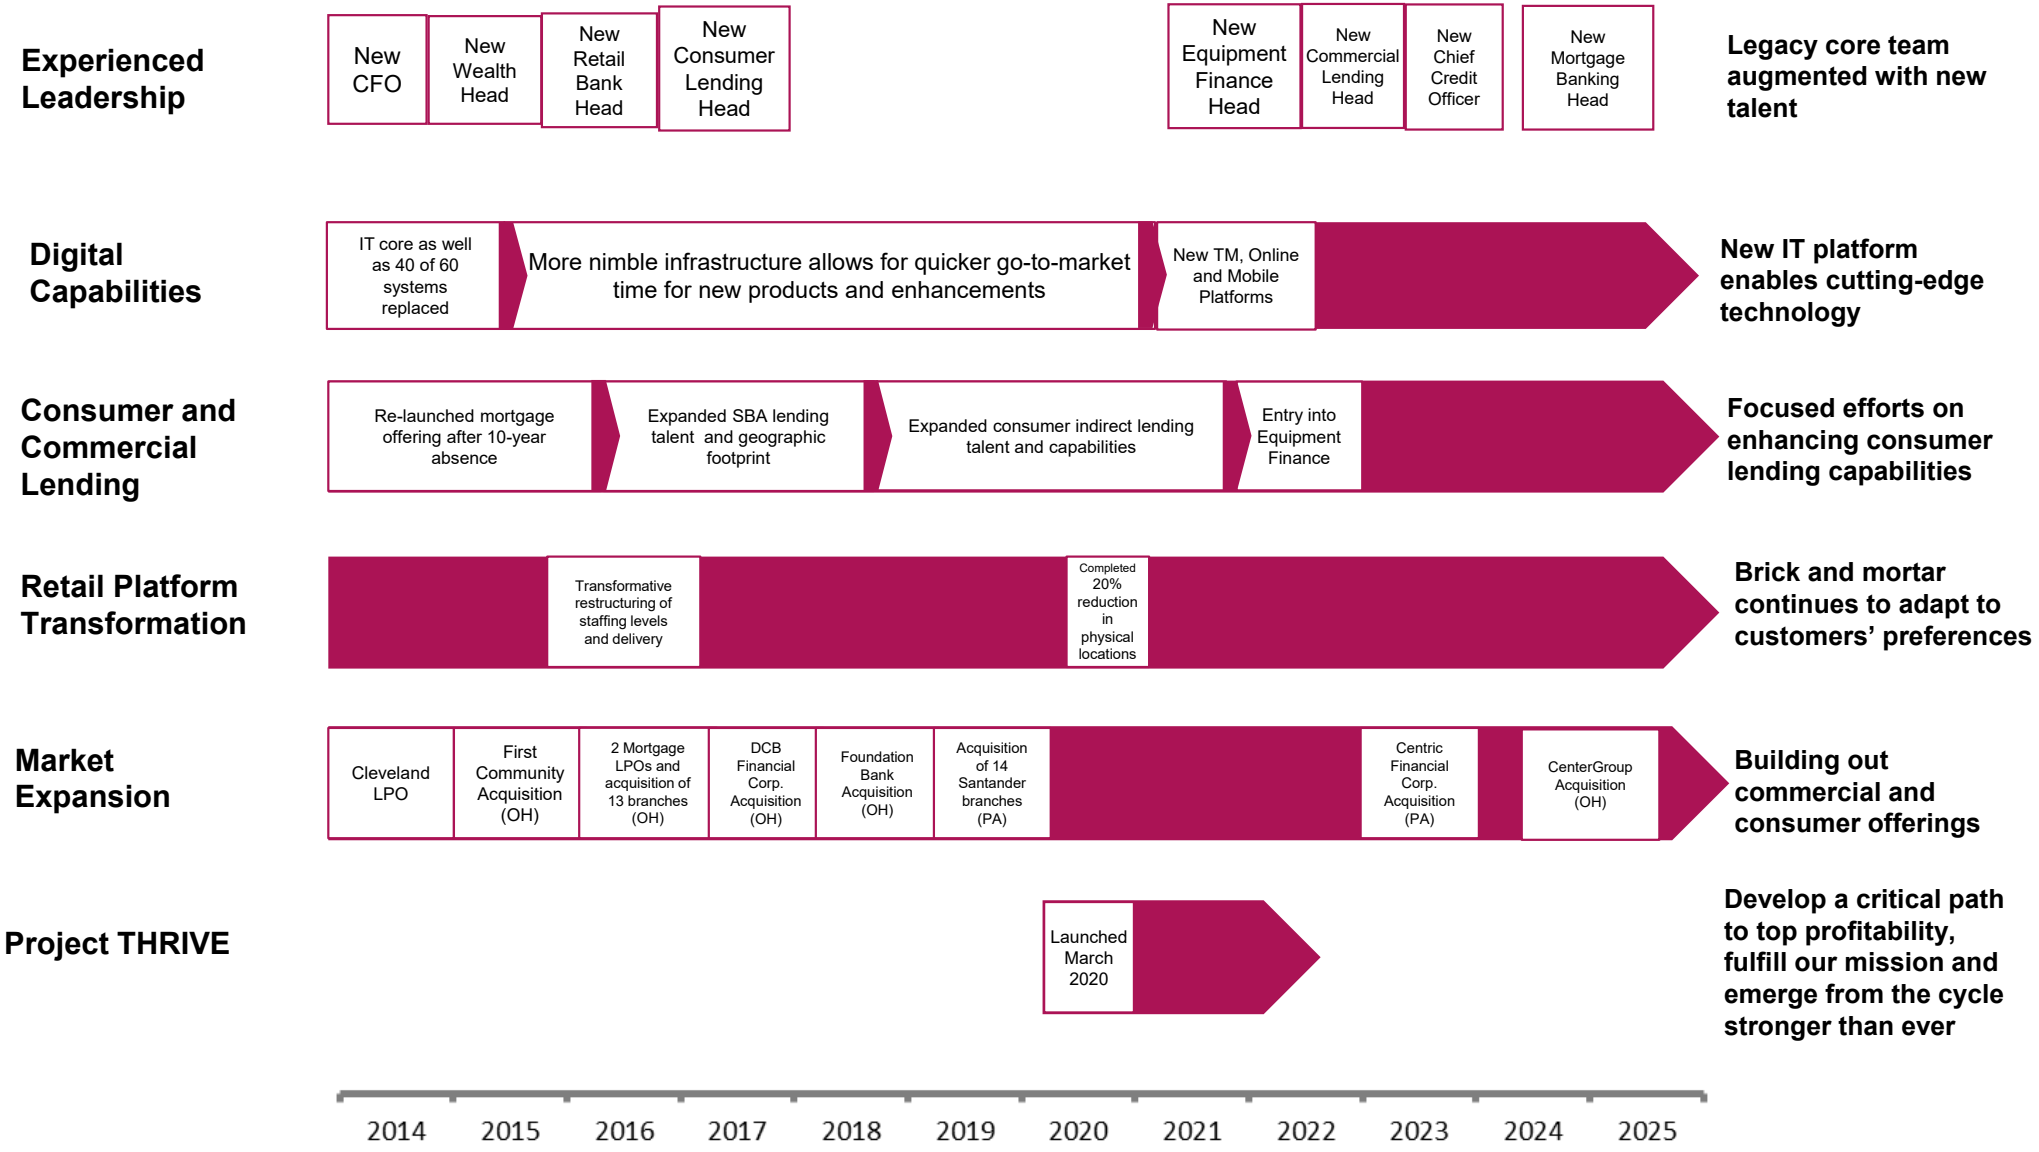 Experienced
Leadership
New
CFO
New
Wealth
Head
New
Retail
Bank
Head
New
Consumer
Lending
Head
New
Equipment
Finance
Head
New
Commercial
Lending
Head
New
Chief
Credit
Officer
New
Mortgage
Banking
Head
Legacy core team
augmented with new
talent
Digital
Capabilities
IT core as well
as 40 of 60
systems
replaced
More nimble infrastructure allows for quicker go-to-market
time for new products and enhancements
New TM, Online
and Mobile
Platforms
New IT platform
enables cutting-edge
technology
Consumer and
Commercial
Lending
Re-launched mortgage
offering after 10-year
absence
Expanded SBA lending
talent and geographic
footprint
Expanded consumer indirect lending
talent and capabilities
Entry into
Equipment
Finance
Focused efforts on
enhancing consumer
lending capabilities
Retail Platform
Transformation
Transformative
restructuring of
staffing levels
and delivery
Completed
20%
reduction
in
physical
locations
Brick and mortar
continues to adapt to
customers’ preferences
Market
Expansion
Cleveland
LPO
First
Community
Acquisition
(OH)
2 Mortgage
LPOs and
acquisition of
13 branches
(OH)
DCB
Financial
Corp.
Acquisition
(OH)
Foundation
Bank
Acquisition
(OH)
Acquisition
of 14
Santander
branches
(PA)
Centric
Financial
Corp.
Acquisition
(PA)
CenterGroup
Acquisition
(OH)
Building out
commercial and
consumer offerings
Project THRIVE
Launched
March
2020
Develop a critical path
to top profitability,
fulfill our mission and
emerge from the cycle
stronger than ever
2014 2015 2016 2017 2018 2019 2020 2021 2022 2023 2024 2025